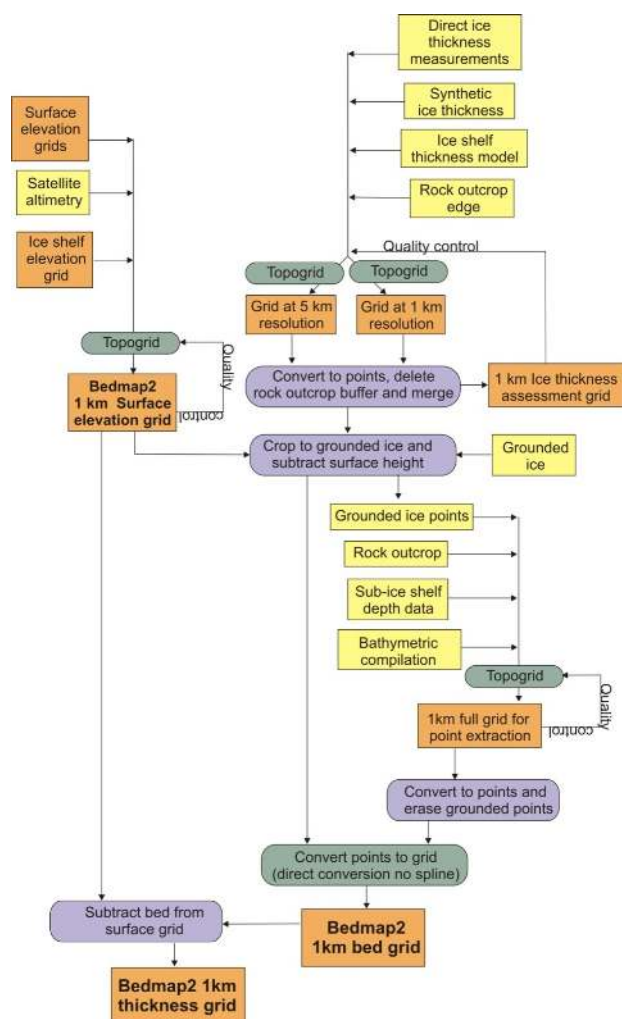 Direct ice
thickness
measurements
Synthetic
ice thickness
Ice shelf
thickness model
Rock outcrop
edge
Surface
elevation
grids
Satellite
altimetry
Ice shelf
elevation
grid
Quality control
Topogrid
Topogrid
Grid at 5 km
resolution
Grid at 1 km
resolution
Topogrid
Quality
control
Bedmap2
1 km Surface
elevation grid
Convert to points, delete
rock outcrop buffer and merge
1 km Ice thickness
assessment grid
Crop to grounded ice and
subtract surface height
Grounded
ice
Grounded ice points
Rock outcrop
Sub-ice shelf
depth data
Bathymetric
compilation
Topogrid
Quality
control
1km full grid for
point extraction
Convert to points and
erase grounded points
Convert points to grid
(direct conversion no spline)
Subtract bed from
surface grid
Bedmap2
1km bed grid
Bedmap2 1km
thickness grid